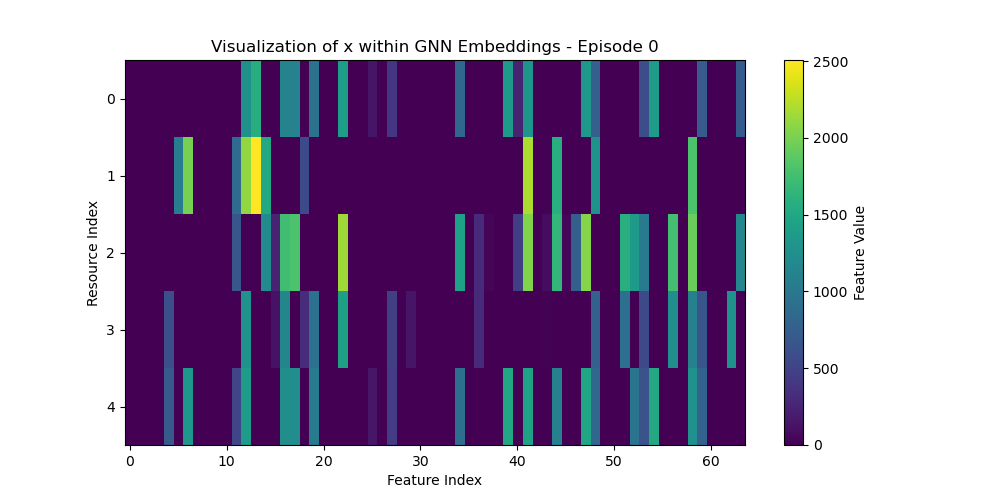 Visualization of x within GNN Embeddings - Episode 0
Resource Index
0
1
2
3
4
0 10 20 30 40 50 60
Feature Index
2500
2000
1500
1000
500
0
Feature Value